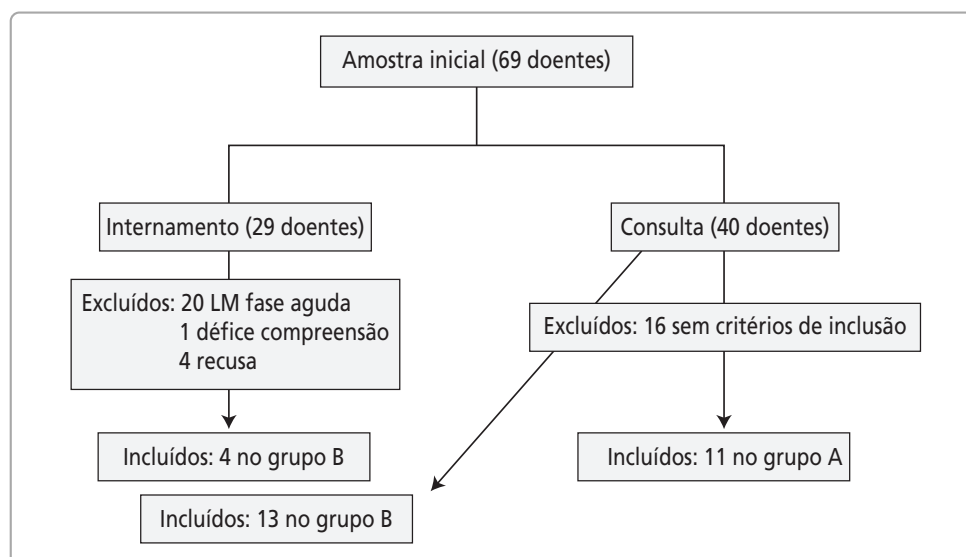 Amostra inicial (69 doentes)
Internamento (29 doentes)
Consulta (40 doentes)
Excluídos: 20 LM fase aguda
1 défice compreensão
4 recusa
Excluídos: 16 sem critérios de inclusão
Incluídos: 4 no grupo B
Incluídos: 11 no grupo A
Incluídos: 13 no grupo B